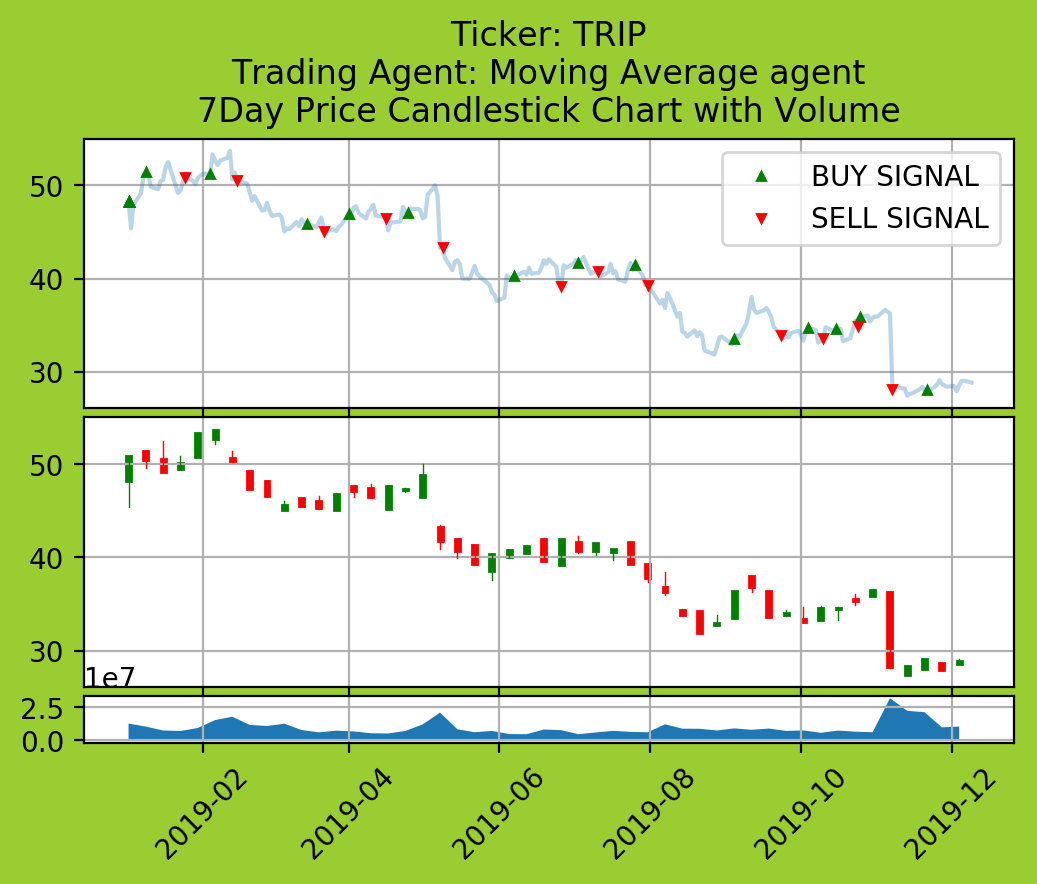 Ticker: TRIP
Trading Agent: Moving Average agent
7Day Price Candlestick Chart with Volume
BUY SIGNAL
SELL SIGNAL
50
40
30
50
40
30
1e7
2.5
0.0
2019-02
2019-04
2019-06
2019-08
2019-10
2019-12